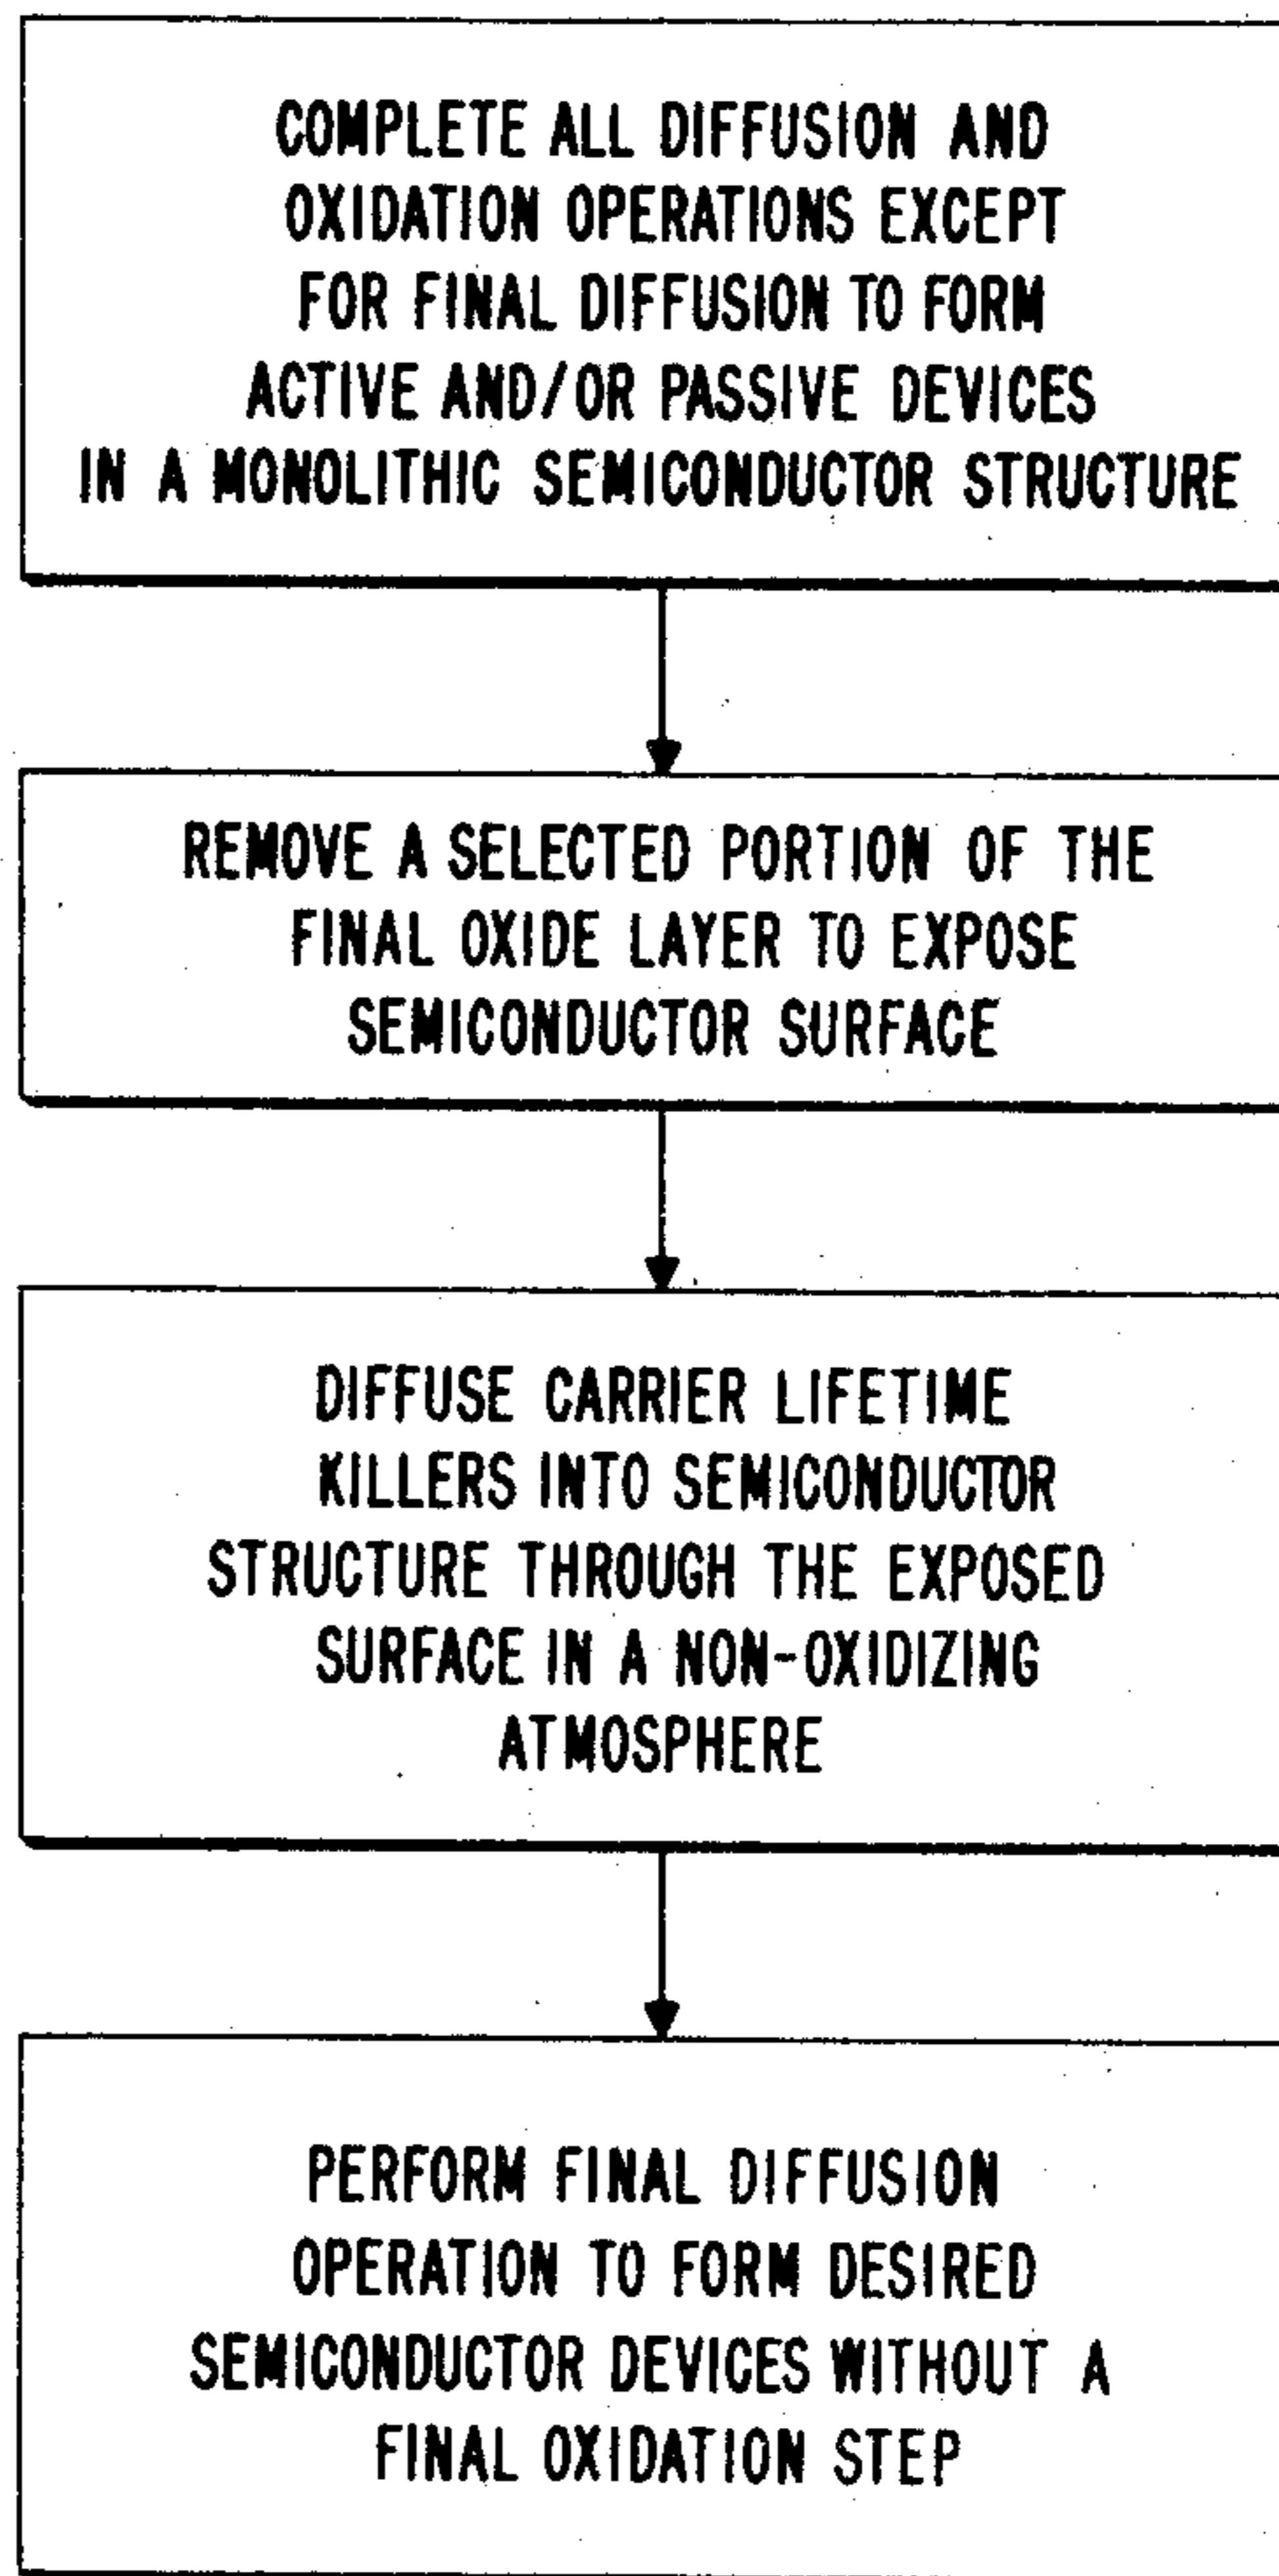 COMPLETE ALL DIFFUSION AND
OXIDATION OPERATIONS EXCEPT
FOR FINAL DIFFUSION TO FORM
ACTIVE AND/OR PASSIVE DEVICES
IN A MONOLITHIC SEMICONDUCTOR STRUCTURE
REMOVE A SELECTED PORTION OF THE
FINAL OXIDE LAYER TO EXPOSE
SEMICONDUCTOR SURFACE
DIFFUSE CARRIER LIFETIME
KILLERS INTO SEMICONDUCTOR
STRUCTURE THROUGH THE EXPOSED
SURFACE IN A NON-OXIDIZING
ATMOSPHERE
PERFORM FINAL DIFFUSION
OPERATION TO FORM DESIRED
SEMICONDUCTOR DEVICES WITHOUT A
FINAL OXIDATION STEP